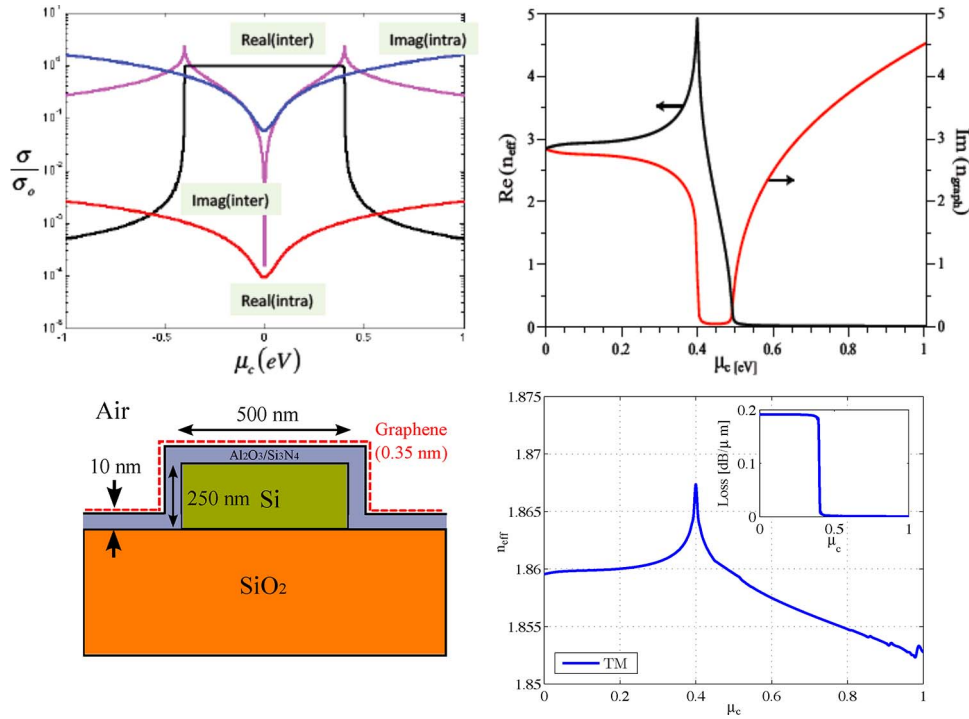 Real(inter)
Imag(intra)
Imag(inter)
Real(intra)
σ
σo
10⁰
10⁻¹
10⁻²
10⁻³
10⁻⁴
10⁻⁵
-1
-0.5
0
0.5
1
μc(eV)
Re(neff)
5
4
3
2
1
0
Im(ngraph)
5
4
3
2
1
0
0
0.2
0.4
0.6
0.8
1
μc [eV]
Air
500 nm
Graphene
(0.35 nm)
Al2O3/Si3N4
10 nm
250 nm
Si
SiO2
neff
1.875
1.87
1.865
1.86
1.855
1.85
0
0.2
0.4
0.6
0.8
1
μc
TM
Loss [dB/μm]
0.2
0.1
0
0
0.5
1
μc